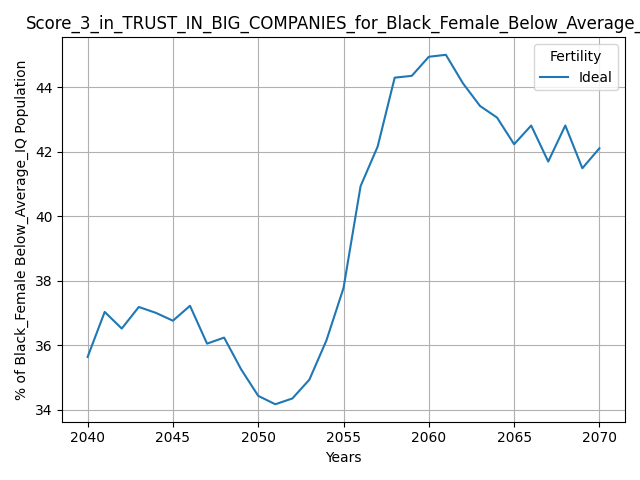 Score_3_in_TRUST_IN_BIG_COMPANIES_for_Black_Female_Below_Average_
Fertility
Ideal
% of Black_Female Below_Average_IQ Population
44
42
40
38
36
34
2040 2045 2050 2055 2060 2065 2070
Years